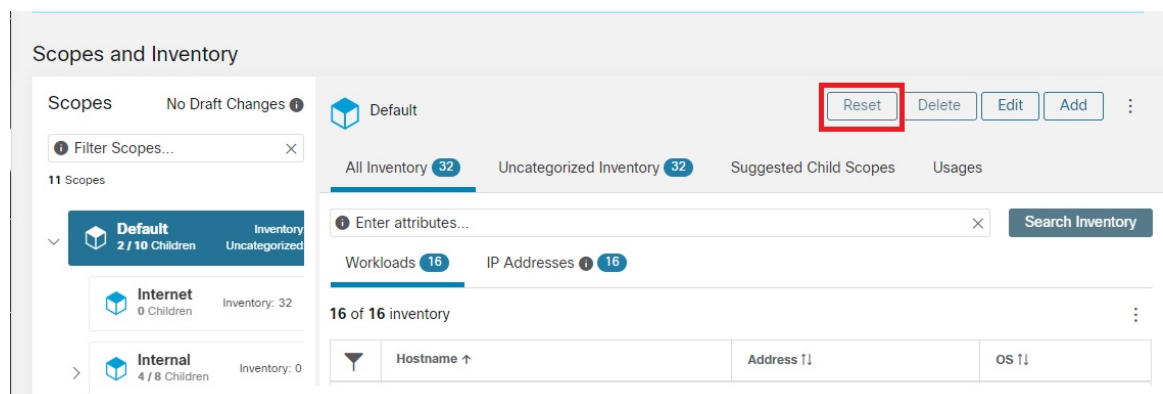 Scopes and Inventory
Scopes No Draft Changes
Filter Scopes...
11 Scopes
Default Inventory
2 / 10 Children Uncategorized
Internet Inventory: 32
0 Children
Internal Inventory: 0
4 / 8 Children
Default Reset Delete Edit Add
All Inventory 32 Uncategorized Inventory 32 Suggested Child Scopes Usages
Enter attributes... Search Inventory
Workloads 16 IP Addresses 16
16 of 16 inventory
Hostname ↑ Address ↑↓ OS ↑↓